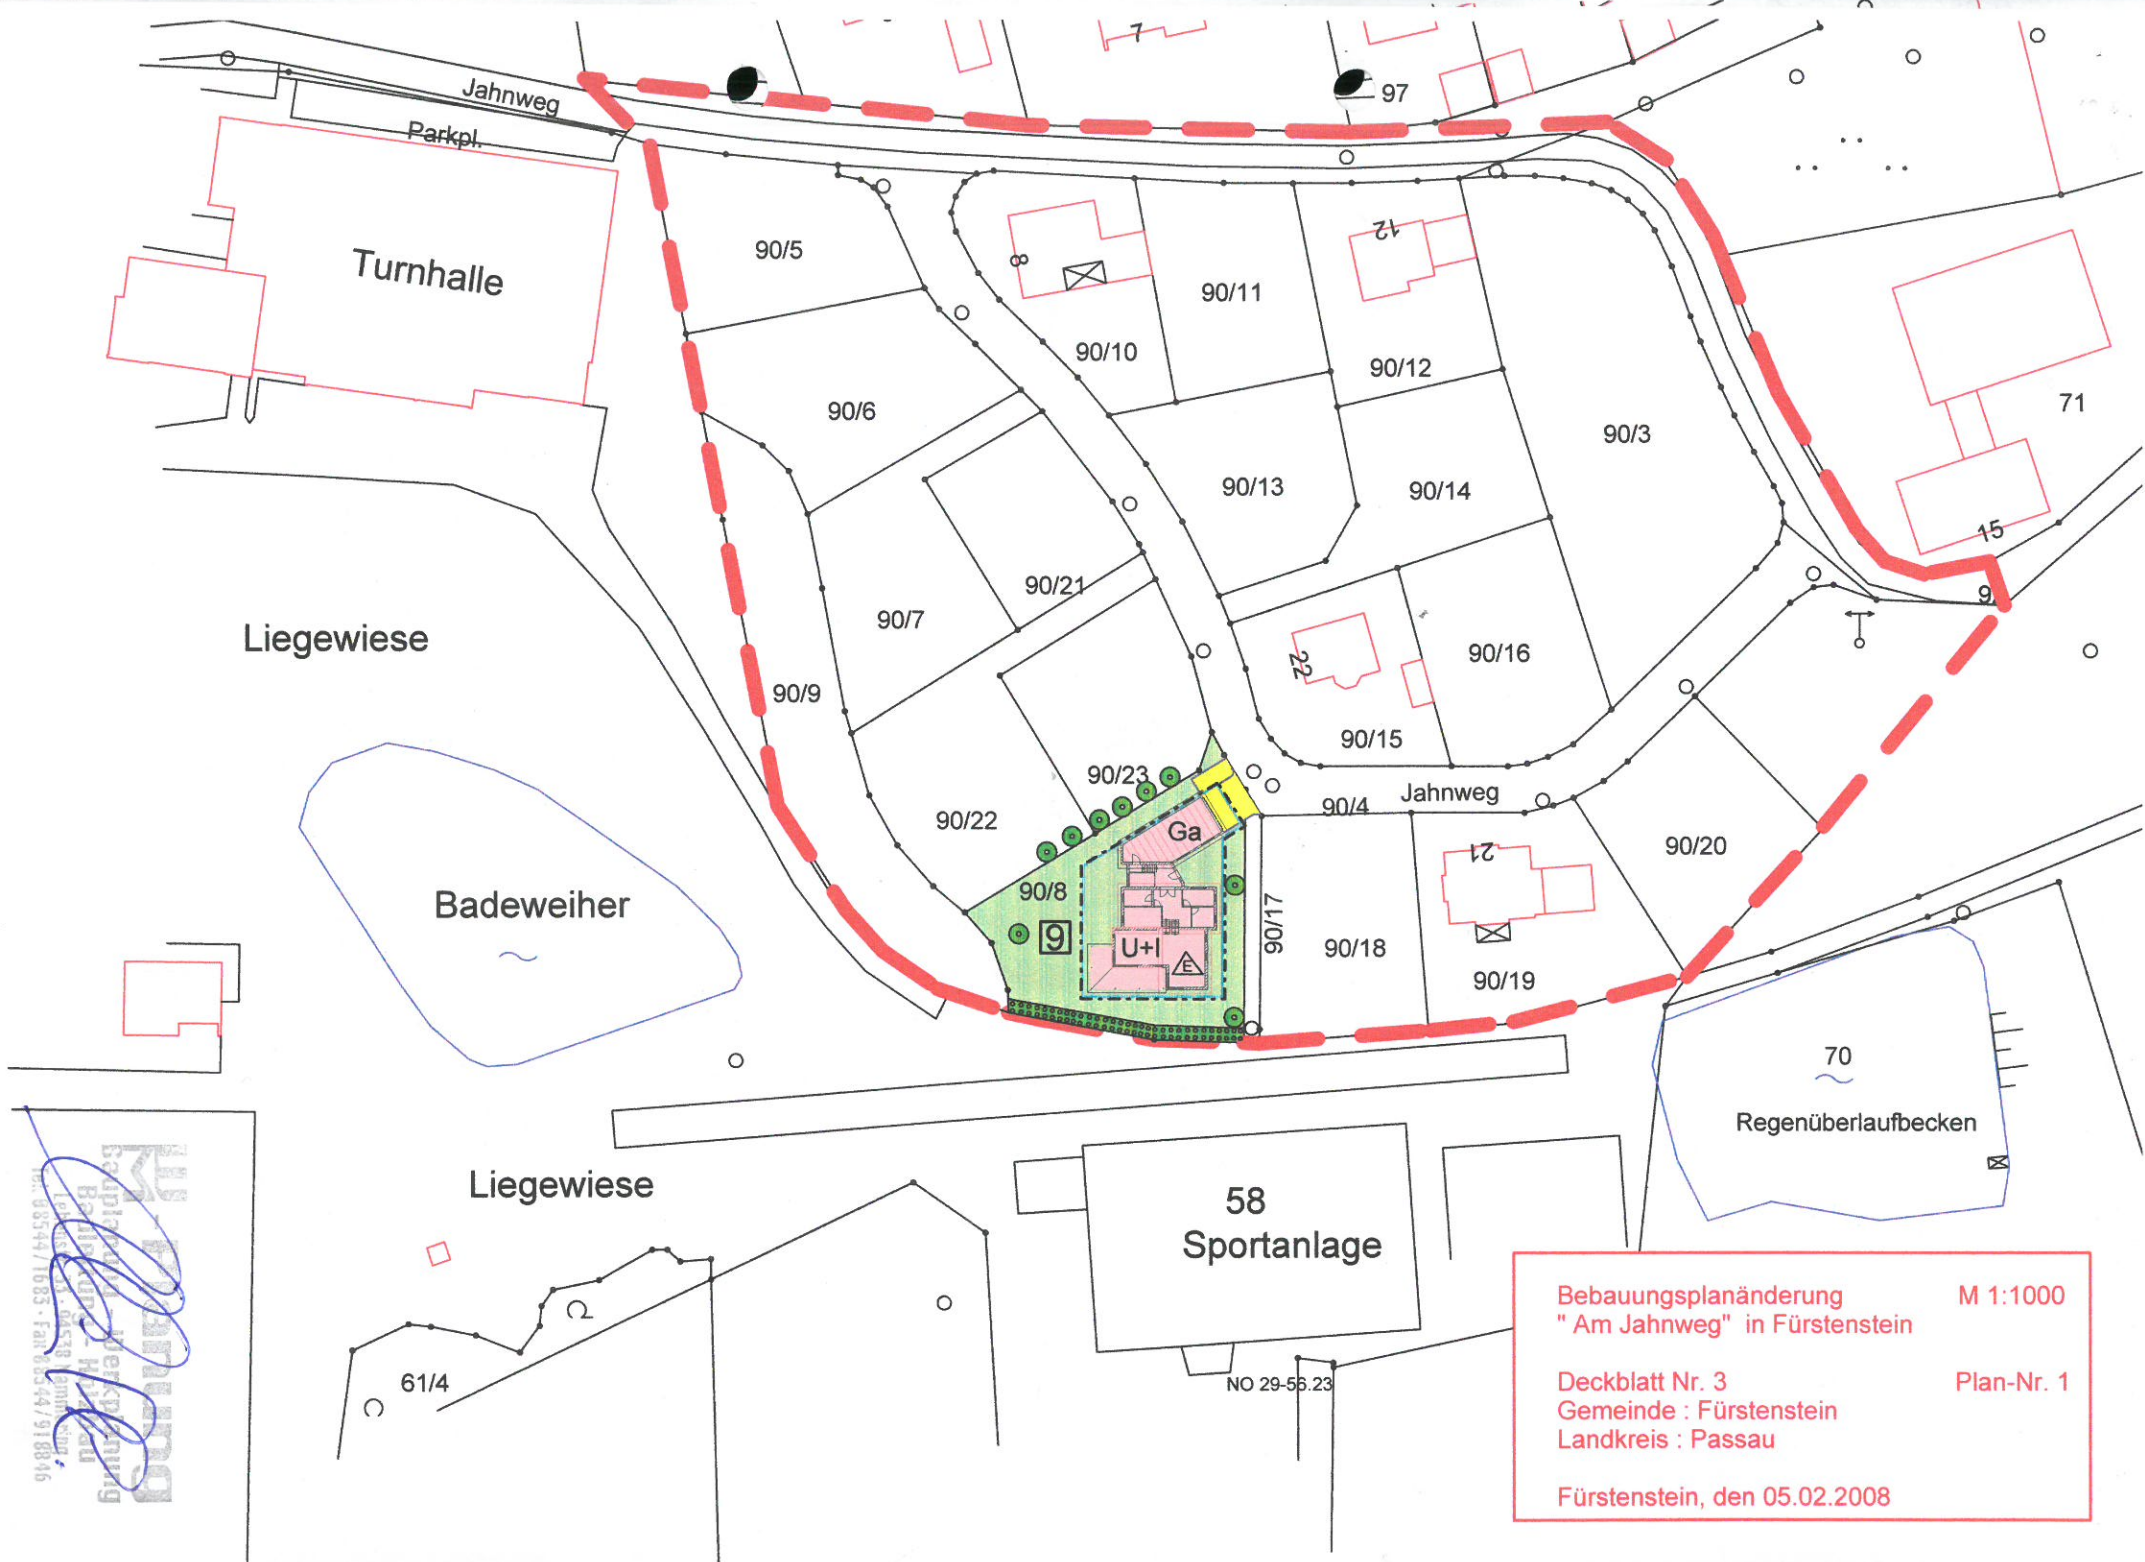 7
97
Jahnweg
Parkpl.
Turnhalle
90/5
8
90/11
12
90/10
90/12
90/6
90/3
71
90/13
90/14
15
90/21
90/7
9
Liegewiese
22
90/16
90/9
90/15
90/23
Jahnweg
90/4
90/22
Ga
21
90/20
90/8
Badeweiher
9
U+I
E
90/17
90/18
90/19
70
Regenüberlaufbecken
Liegewiese
58
Sportanlage
61/4
NO 29-56.23
Bebauungsplanänderung M 1:1000
" Am Jahnweg" in Fürstenstein
Deckblatt Nr. 3 Plan-Nr. 1
Gemeinde : Fürstenstein
Landkreis : Passau
Fürstenstein, den 05.02.2008